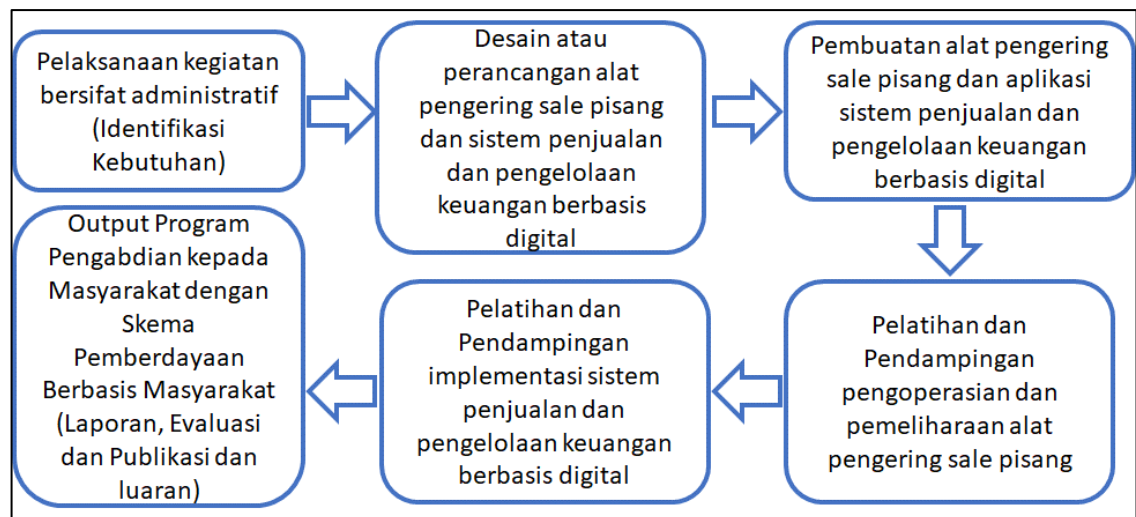 Pelaksanaan kegiatan
bersifat administratif
(Identifikasi
Kebutuhan)
Desain atau
perancangan alat
pengering sale pisang
dan sistem penjualan
dan pengelolaan
keuangan berbasis
digital
Pembuatan alat pengering
sale pisang dan aplikasi
sistem penjualan dan
pengelolaan keuangan
berbasis digital
Pelatihan dan
Pendampingan
pengoperasian dan
pemeliharaan alat
pengering sale pisang
Pelatihan dan
Pendampingan
implementasi sistem
penjualan dan
pengelolaan keuangan
berbasis digital
Output Program
Pengabdian kepada
Masyarakat dengan
Skema
Pemberdayaan
Berbasis Masyarakat
(Laporan, Evaluasi
dan Publikasi dan
luaran)